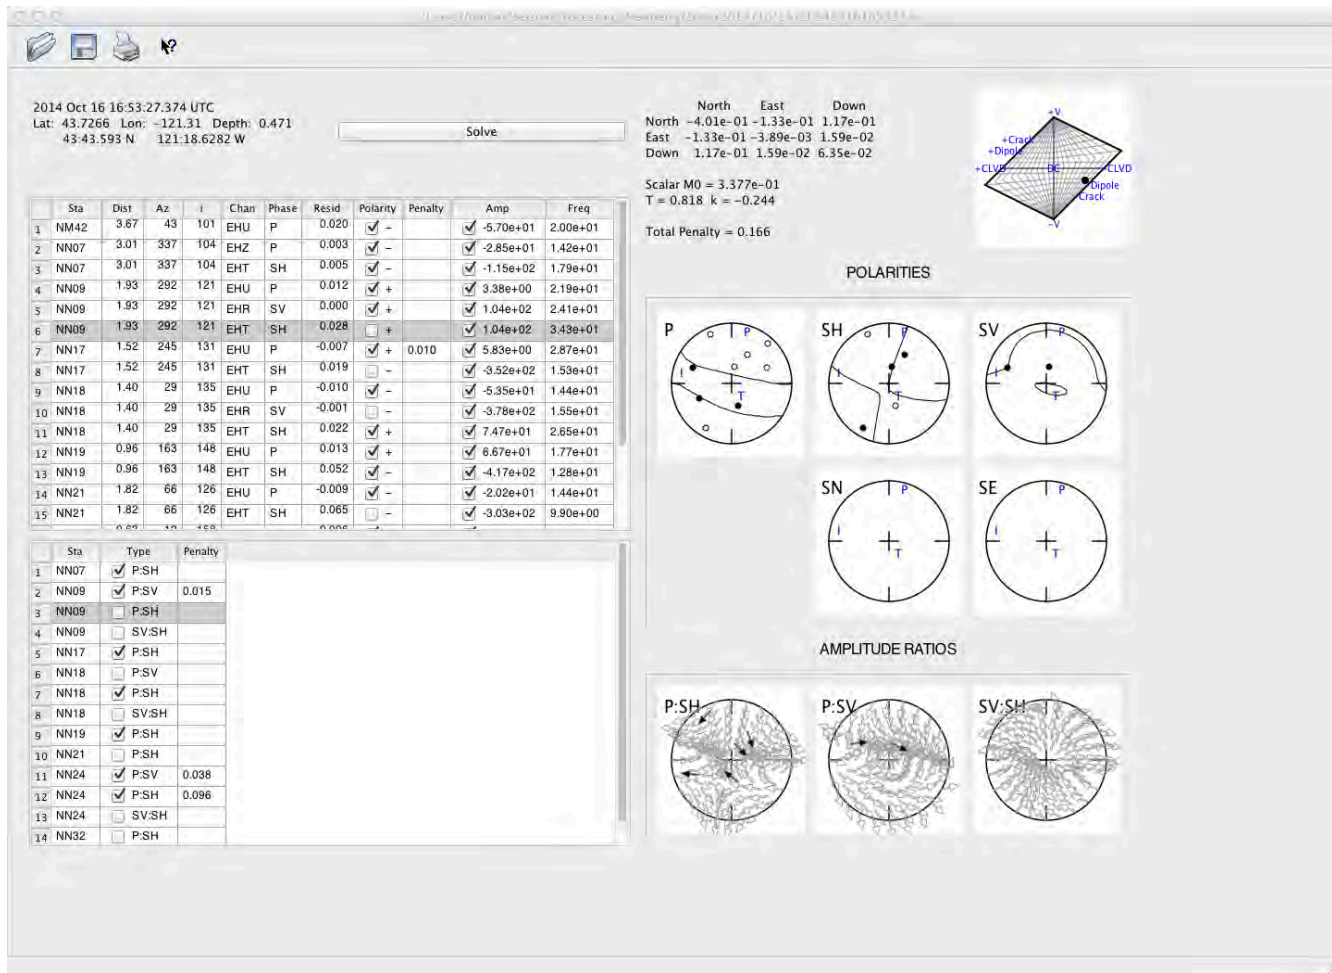 2014 Oct 16 16:53:27.374 UTC
Lat: 43.7266 Lon: -121.31 Depth: 0.471
43:43.593 N 121:18.6282 W
Solve
North East Down
North -4.01e-01 -1.33e-01 1.17e-01
East -1.33e-01 -3.89e-03 1.59e-02
Down 1.17e-01 1.59e-02 6.35e-02
Scalar M0 = 3.377e-01
T = 0.818 k = -0.244
Total Penalty = 0.166
+V
+Crack
+Dipole
+CLVD DC -CLVD
-Dipole
-Crack
-V
Sta Dist Az i Chan Phase Resid Polarity Penalty Amp Freq
1 NM42 3.67 43 101 EHU P 0.020 - -5.70e+01 2.00e+01
2 NN07 3.01 337 104 EHZ P 0.003 - -2.85e+01 1.42e+01
3 NN07 3.01 337 104 EHT SH 0.005 - -1.15e+02 1.79e+01
4 NN09 1.93 292 121 EHU P 0.012 + 3.38e+00 2.19e+01
5 NN09 1.93 292 121 EHR SV 0.000 + 1.04e+02 2.41e+01
6 NN09 1.93 292 121 EHT SH 0.028 + 1.04e+02 3.43e+01
7 NN17 1.52 245 131 EHU P -0.007 + 0.010 5.83e+00 2.87e+01
8 NN17 1.52 245 131 EHT SH 0.019 - -3.52e+02 1.53e+01
9 NN18 1.40 29 135 EHU P -0.010 - -5.35e+01 1.44e+01
10 NN18 1.40 29 135 EHR SV -0.001 - -3.78e+02 1.55e+01
11 NN18 1.40 29 135 EHT SH 0.022 + 7.47e+01 2.65e+01
12 NN19 0.96 163 148 EHU P 0.013 + 6.67e+01 1.77e+01
13 NN19 0.96 163 148 EHT SH 0.052 - -4.17e+02 1.28e+01
14 NN21 1.82 66 126 EHU P -0.009 - -2.02e+01 1.44e+01
15 NN21 1.82 66 126 EHT SH 0.065 - -3.03e+02 9.90e+00
Sta Type Penalty
1 NN07 P:SH
2 NN09 P:SV 0.015
3 NN09 P:SH
4 NN09 SV:SH
5 NN17 P:SH
6 NN18 P:SV
7 NN18 P:SH
8 NN18 SV:SH
9 NN19 P:SH
10 NN21 P:SH
11 NN24 P:SV 0.038
12 NN24 P:SH 0.096
13 NN24 SV:SH
14 NN32 P:SH
POLARITIES
P P I T
SH P I T
SV P I T
SN P I T
SE P I T
AMPLITUDE RATIOS
P:SH P:SV SV:SH